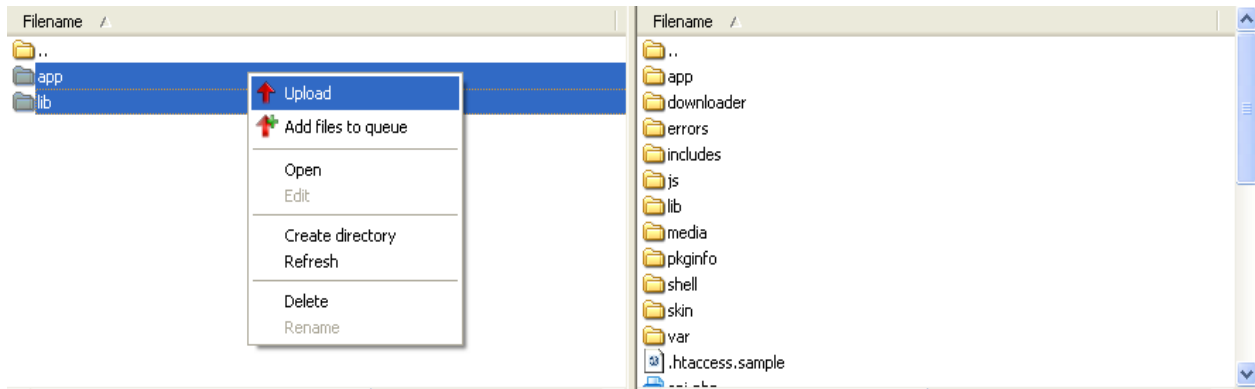 Filename
..
app
lib
Upload
Add files to queue
Open
Edit
Create directory
Refresh
Delete
Rename
Filename
..
app
downloader
errors
includes
js
lib
media
pkginfo
shell
skin
var
.htaccess.sample